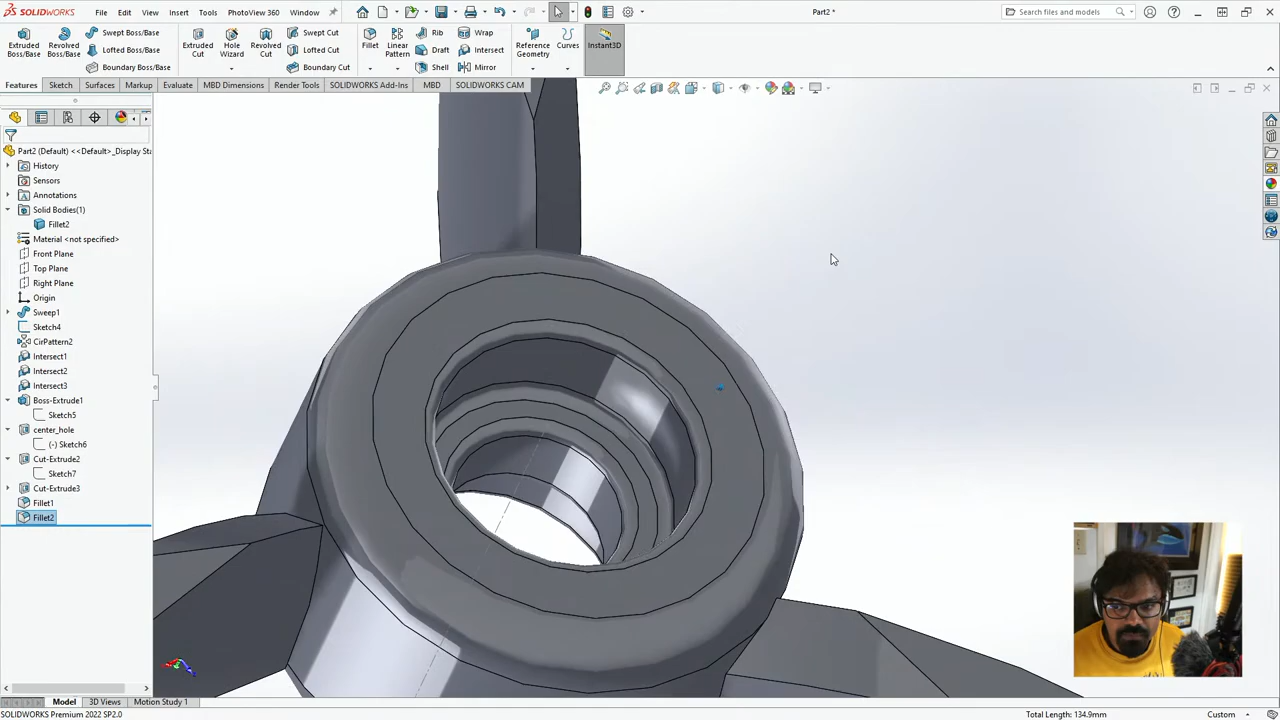 SOLIDWORKS File Edit View Insert Tools PhotoView 360 Window Part2 * Search files and models
Extruded Boss/Base
Revolved Boss/Base
Swept Boss/Base
Lofted Boss/Base
Boundary Boss/Base
Extruded Cut
Hole Wizard
Revolved Cut
Swept Cut
Lofted Cut
Boundary Cut
Fillet
Linear Pattern
Rib
Draft
Shell
Wrap
Intersect
Mirror
Reference Geometry
Curves
Instant3D
Features Sketch Surfaces Markup Evaluate MBD Dimensions Render Tools SOLIDWORKS Add-Ins MBD SOLIDWORKS CAM
Part2 (Default) <<Default>_Display Sta
History
Sensors
Annotations
Solid Bodies(1)
Fillet2
Material <not specified>
Front Plane
Top Plane
Right Plane
Origin
Sweep1
Sketch4
CirPattern2
Intersect1
Intersect2
Intersect3
Boss-Extrude1
Sketch5
center_hole
(-) Sketch6
Cut-Extrude2
Sketch7
Cut-Extrude3
Fillet1
Fillet2
Model 3D Views Motion Study 1
SOLIDWORKS Premium 2022 SP2.0 Total Length: 134.9mm Custom